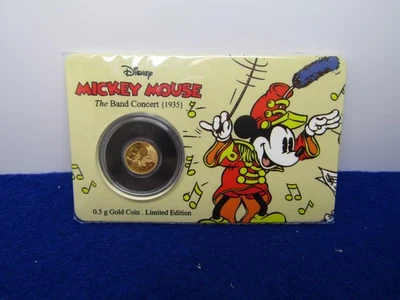 Disney
MICKEY MOUSE
The Band Concert {1935}
0.5 g Gold Coin . Limited Edition